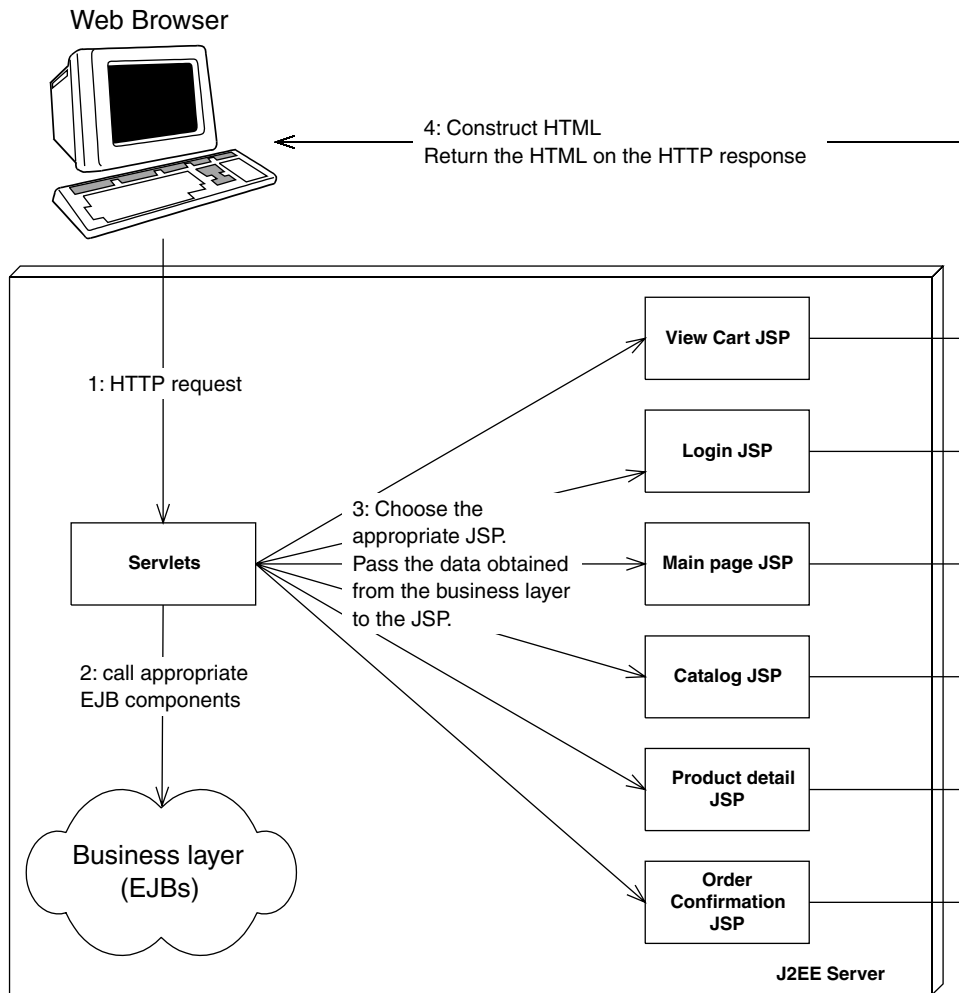 Web Browser
4: Construct HTML
Return the HTML on the HTTP response
View Cart JSP
1: HTTP request
Login JSP
3: Choose the
appropriate JSP.
Pass the data obtained
from the business layer
to the JSP.
Servlets
Main page JSP
2: call appropriate
EJB components
Catalog JSP
Product detail
JSP
Business layer
(EJBs)
Order
Confirmation
JSP
J2EE Server